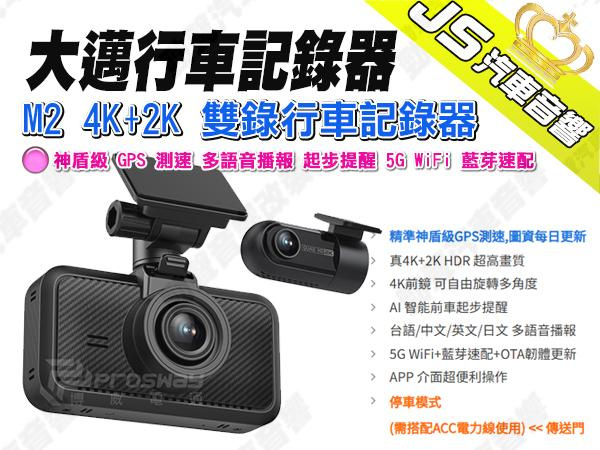 大邁行車記錄器
JS汽車音響
M2 4K+2K 雙錄行車記錄器
神盾級 GPS 測速 多語音播報 起步提醒 5G WiFi 藍芽速配
精準神盾級GPS測速,圖資每日更新
真4K+2K HDR 超高畫質
4K前鏡 可自由旋轉多角度
AI 智能前車起步提醒
台語/中文/英文/日文 多語音播報
5G WiFi+藍芽速配+OTA韌體更新
APP 介面超便利操作
停車模式
(需搭配ACC電力線使用) << 傳送門
Prosway
博威電通